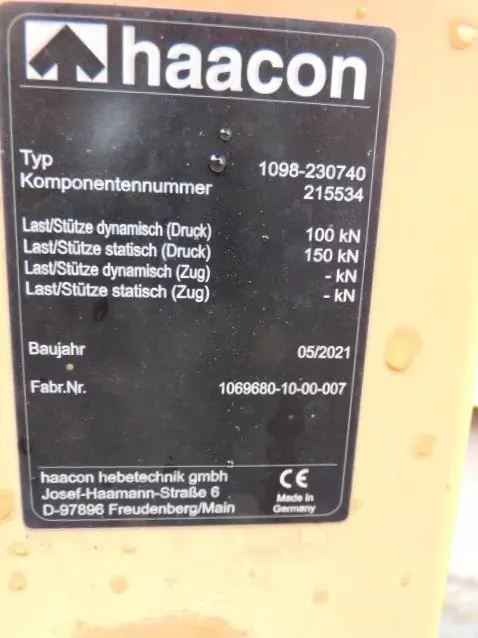 haacon
Typ 1098-230740
Komponentennummer 215534
Last/Stütze dynamisch (Druck) 100 kN
Last/Stütze statisch (Druck) 150 kN
Last/Stütze dynamisch (Zug) - kN
Last/Stütze statisch (Zug) - kN
Baujahr 05/2021
Fabr.Nr. 1069680-10-00-007
haacon hebetechnik gmbh
Josef-Haamann-Straße 6
D-97896 Freudenberg/Main
CE
Made in
Germany